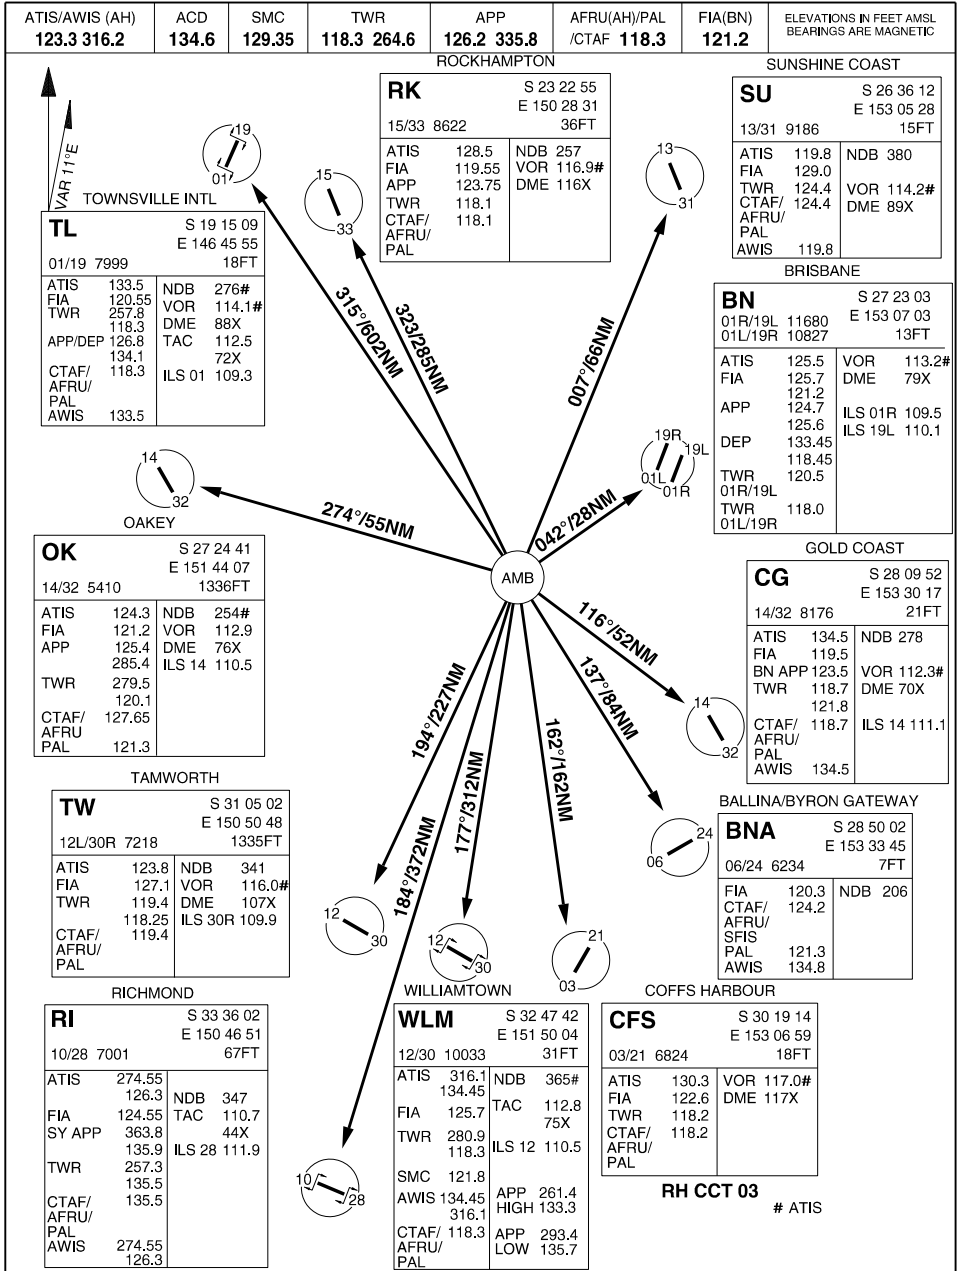 ATIS/AWIS (AH) ACD SMC TWR APP AFRU(AH)/PAL FIA(BN) ELEVATIONS IN FEET AMSL
123.3 316.2 134.6 129.35 118.3 264.6 126.2 335.8 /CTAF 118.3 121.2 BEARINGS ARE MAGNETIC
VAR 11°E
19
01
15
33
13
31
ROCKHAMPTON
RK S 23 22 55
E 150 28 31
15/33 8622 36FT
ATIS 128.5 NDB 257
FIA 119.55 VOR 116.9#
APP 123.75 DME 116X
TWR 118.1
CTAF/ 118.1
AFRU/
PAL
SUNSHINE COAST
SU S 26 36 12
E 153 05 28
13/31 9186 15FT
ATIS 119.8 NDB 380
FIA 129.0
TWR 124.4 VOR 114.2#
CTAF/ 124.4 DME 89X
AFRU/
PAL
AWIS 119.8
TOWNSVILLE INTL
TL S 19 15 09
E 146 45 55
01/19 7999 18FT
ATIS 133.5 NDB 276#
FIA 120.55 VOR 114.1#
TWR 257.8 DME 88X
118.3 TAC 112.5
APP/DEP 126.8 72X
134.1
CTAF/ 118.3 ILS 01 109.3
AFRU/
PAL
AWIS 133.5
315°/602NM
323/285NM
007°/66NM
BRISBANE
BN S 27 23 03
E 153 07 03
01R/19L 11680
01L/19R 10827 13FT
ATIS 125.5 VOR 113.2#
FIA 125.7 DME 79X
121.2
APP 124.7 ILS 01R 109.5
125.6 ILS 19L 110.1
DEP 133.45
118.45
TWR 120.5
01R/19L
TWR 118.0
01L/19R
19R
19L
01L
01R
14
32
274°/55NM
042°/28NM
AMB
OAKEY
OK S 27 24 41
E 151 44 07
14/32 5410 1336FT
ATIS 124.3 NDB 254#
FIA 121.2 VOR 112.9
APP 125.4 DME 76X
285.4 ILS 14 110.5
TWR 279.5
120.1
CTAF/ 127.65
AFRU
PAL 121.3
GOLD COAST
CG S 28 09 52
E 153 30 17
14/32 8176 21FT
ATIS 134.5 NDB 278
FIA 119.5
BN APP 123.5 VOR 112.3#
TWR 118.7 DME 70X
121.8
CTAF/ 118.7 ILS 14 111.1
AFRU/
PAL
AWIS 134.5
116°/52NM
137°/84NM
194°/227NM
184°/372NM
177°/312NM
162°/162NM
14
32
TAMWORTH
TW S 31 05 02
E 150 50 48
12L/30R 7218 1335FT
ATIS 123.8 NDB 341
FIA 127.1 VOR 116.0#
TWR 119.4 DME 107X
118.25 ILS 30R 109.9
CTAF/ 119.4
AFRU/
PAL
BALLINA/BYRON GATEWAY
BNA S 28 50 02
E 153 33 45
06/24 6234 7FT
FIA 120.3 NDB 206
CTAF/ 124.2
AFRU/
SFIS
PAL 121.3
AWIS 134.8
24
06
12
30
12
30
21
03
RICHMOND
RI S 33 36 02
E 150 46 51
10/28 7001 67FT
ATIS 274.55
126.3 NDB 347
FIA 124.55 TAC 110.7
SY APP 363.8 44X
135.9 ILS 28 111.9
TWR 257.3
135.5
CTAF/ 135.5
AFRU/
PAL
AWIS 274.55
126.3
10
28
WILLIAMTOWN
WLM S 32 47 42
E 151 50 04
12/30 10033 31FT
ATIS 316.1 NDB 365#
134.45
FIA 125.7 TAC 112.8
75X
TWR 280.9
118.3 ILS 12 110.5
SMC 121.8
AWIS 134.45 APP 261.4
316.1 HIGH 133.3
CTAF/ 118.3 APP 293.4
AFRU/ LOW 135.7
PAL
COFFS HARBOUR
CFS S 30 19 14
E 153 06 59
03/21 6824 18FT
ATIS 130.3 VOR 117.0#
FIA 122.6 DME 117X
TWR 118.2
CTAF/ 118.2
AFRU/
PAL
RH CCT 03
# ATIS